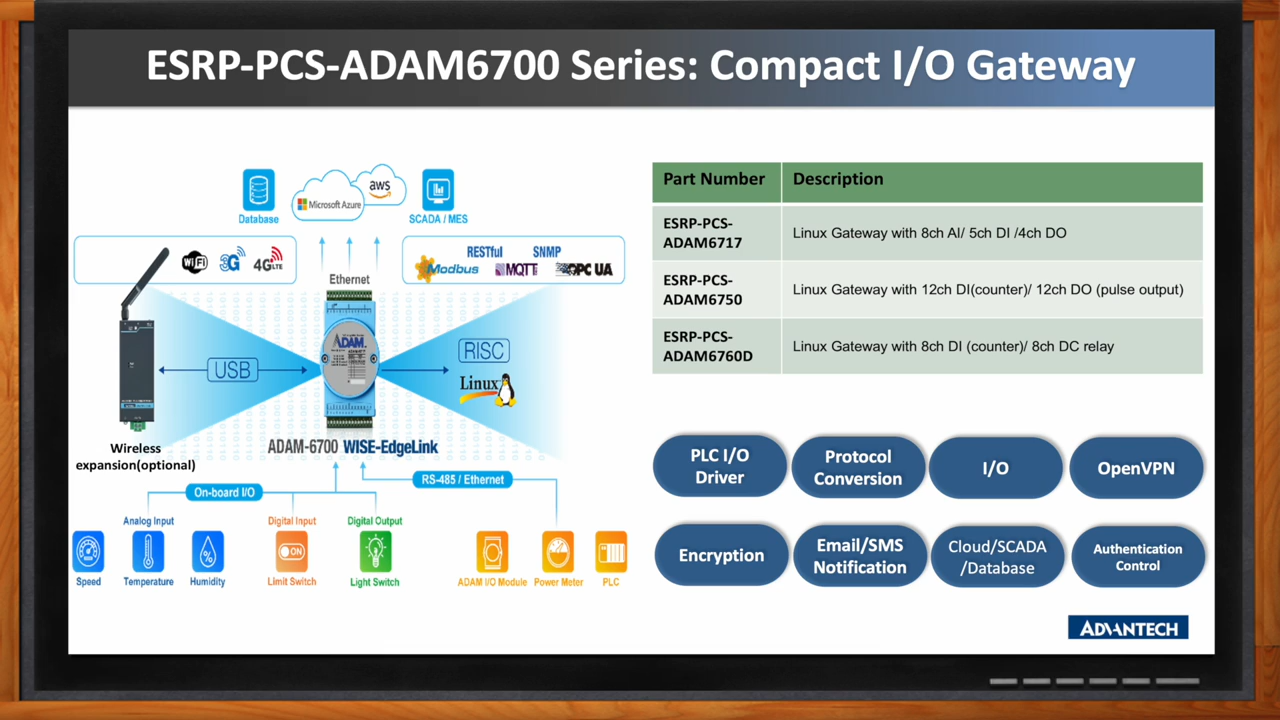 ESRP-PCS-ADAM6700 Series: Compact I/O Gateway
Database
Microsoft Azure
aws
SCADA / MES
WiFi
3G
4G LTE
RESTful
SNMP
Modbus
MQTT
OPC UA
Ethernet
ADAM
USB
RISC
Linux
Wireless
expansion(optional)
ADAM-6700 WISE-EdgeLink
On-board I/O
RS-485 / Ethernet
Analog Input
Digital Input
Digital Output
ON
Speed
Temperature
Humidity
Limit Switch
Light Switch
ADAM I/O Module
Power Meter
PLC
Part Number
Description
ESRP-PCS-
ADAM6717
Linux Gateway with 8ch AI/ 5ch DI /4ch DO
ESRP-PCS-
ADAM6750
Linux Gateway with 12ch DI(counter)/ 12ch DO (pulse output)
ESRP-PCS-
ADAM6760D
Linux Gateway with 8ch DI (counter)/ 8ch DC relay
PLC I/O
Driver
Protocol
Conversion
I/O
OpenVPN
Encryption
Email/SMS
Notification
Cloud/SCADA
/Database
Authentication
Control
ADVANTECH